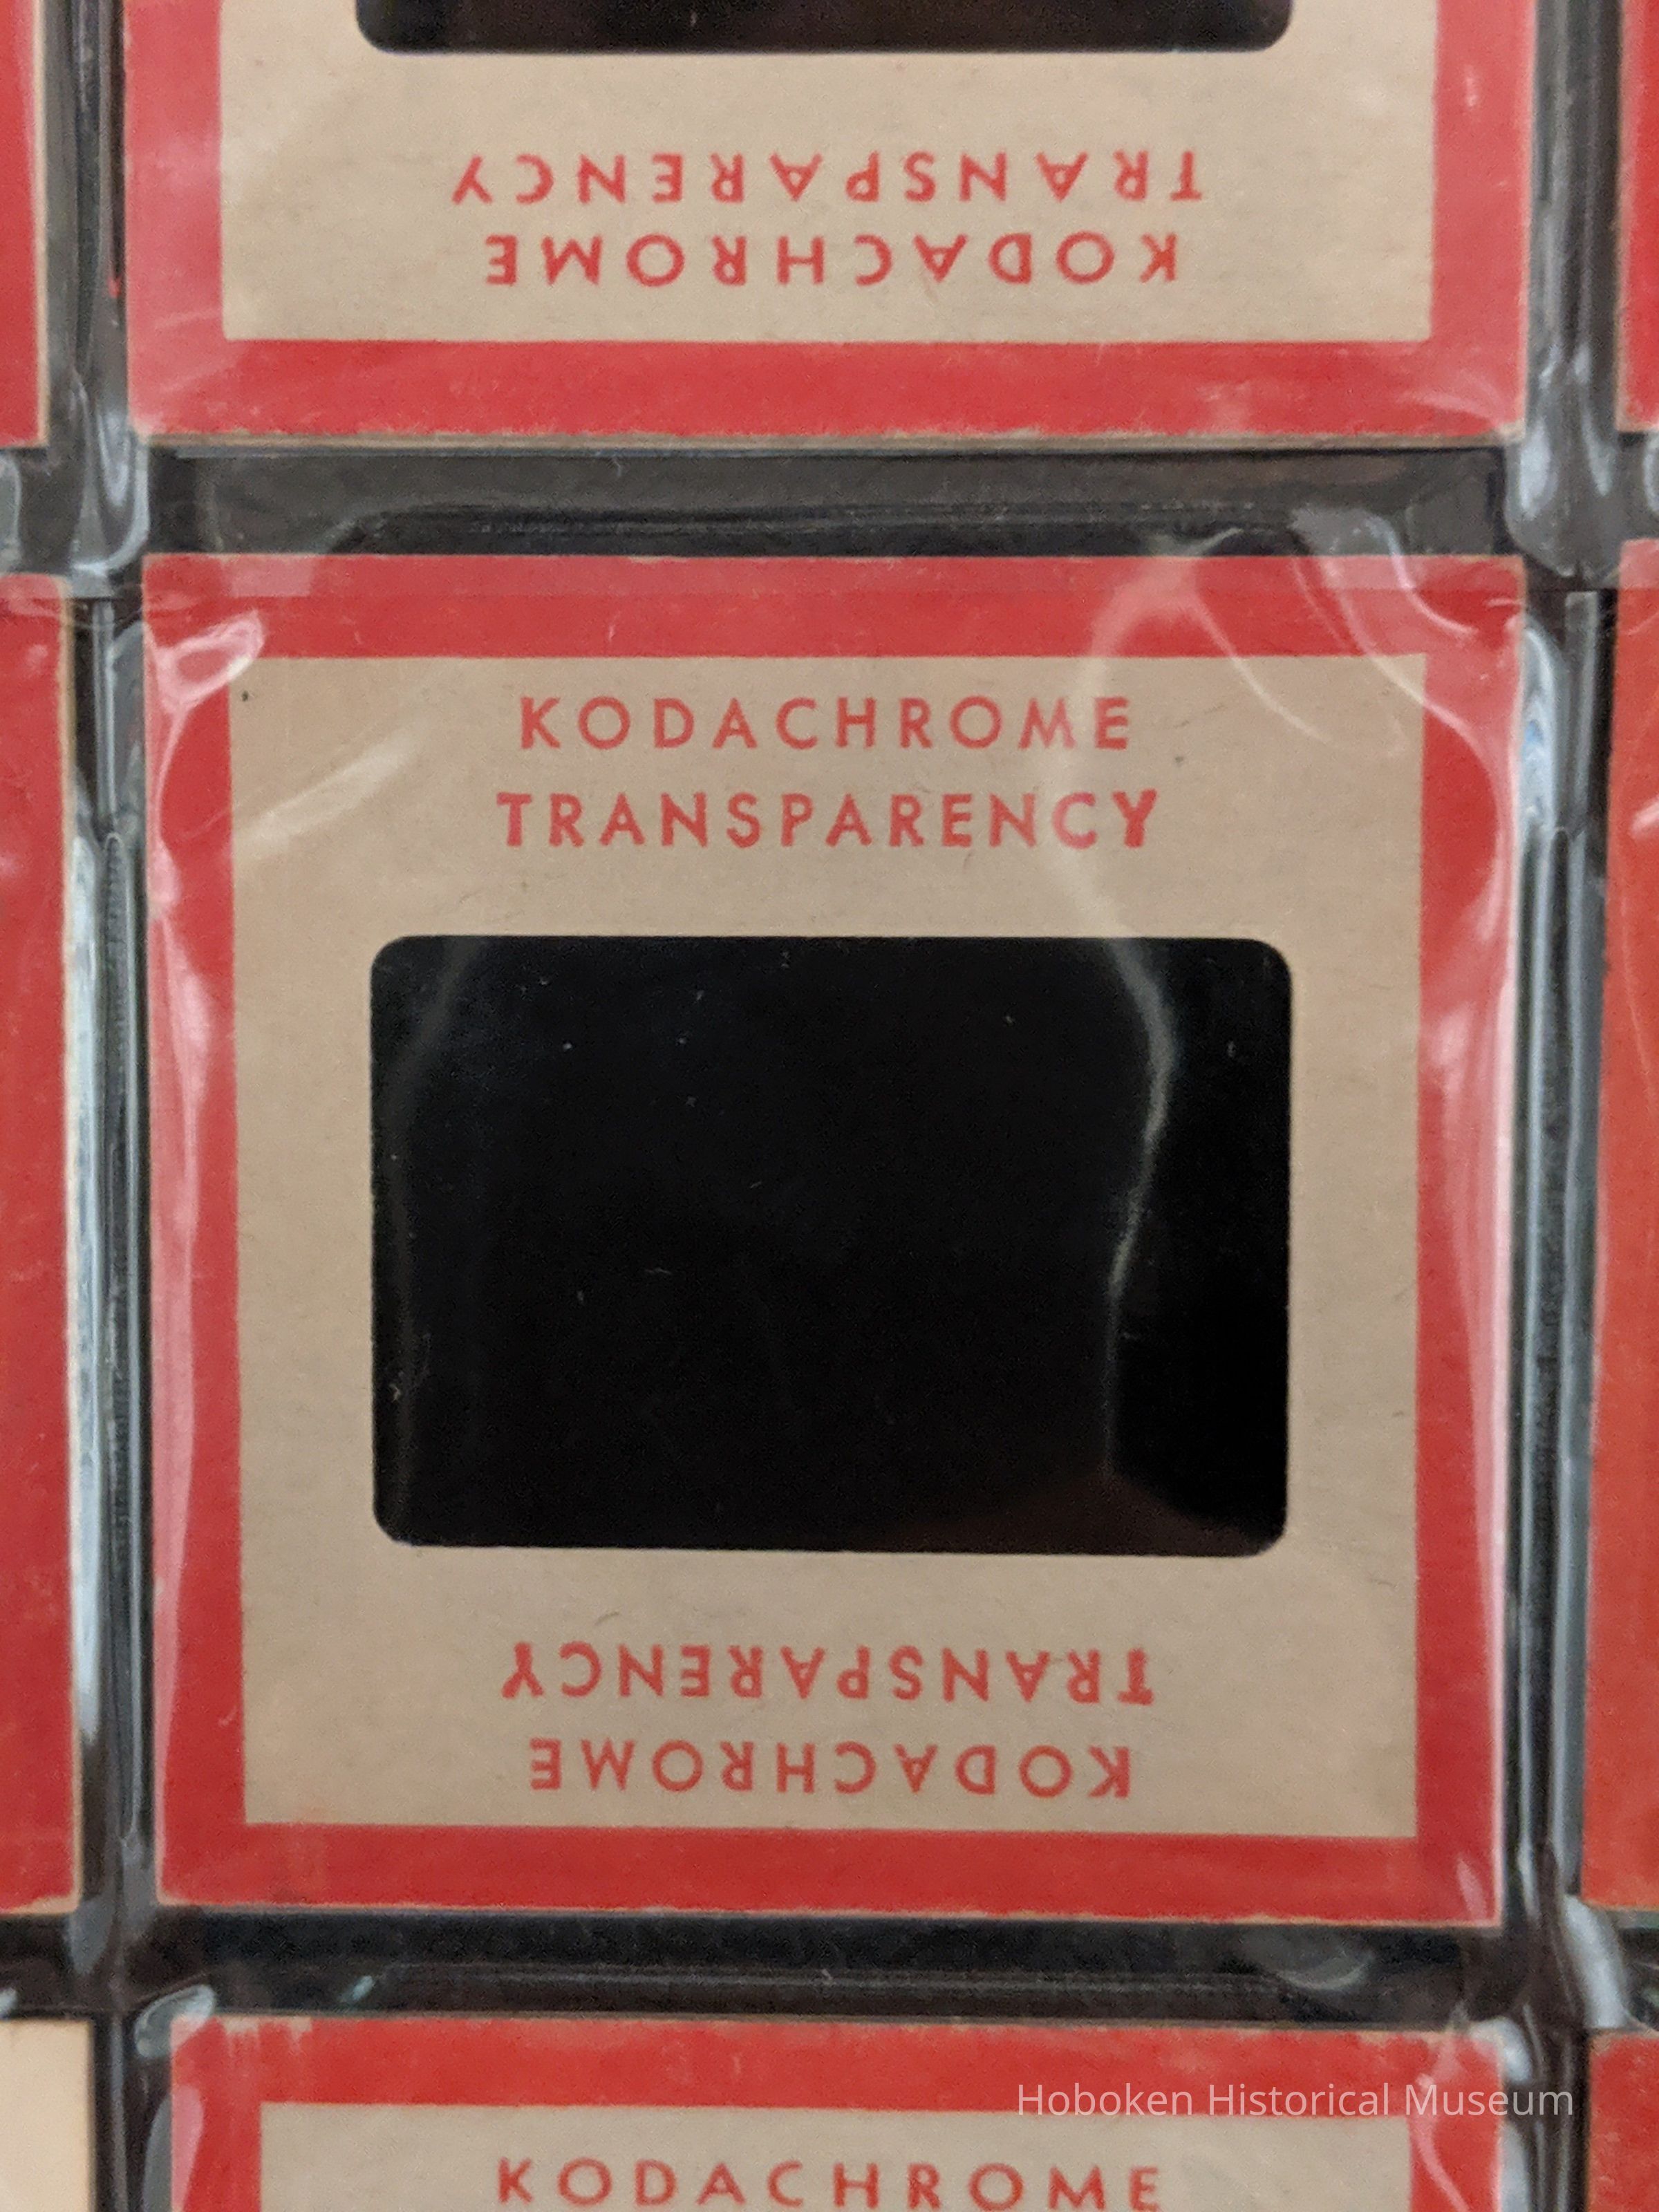 TRANSPARENCY
KODACHROME
KODACHROME
TRANSPARENCY
TRANSPARENCY
KODACHROME
Hoboken Historical Museum
KODACHROME